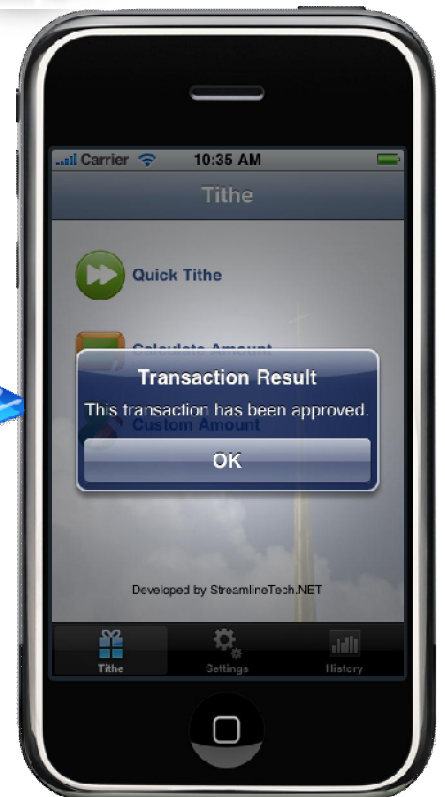 Carrier 10:35 AM
Tithe
Quick Tithe
Calculate Amount
Transaction Result
This transaction has been approved.
Custom Amount
OK
Developed by StreamlineTech.NET
Tithe Settings History